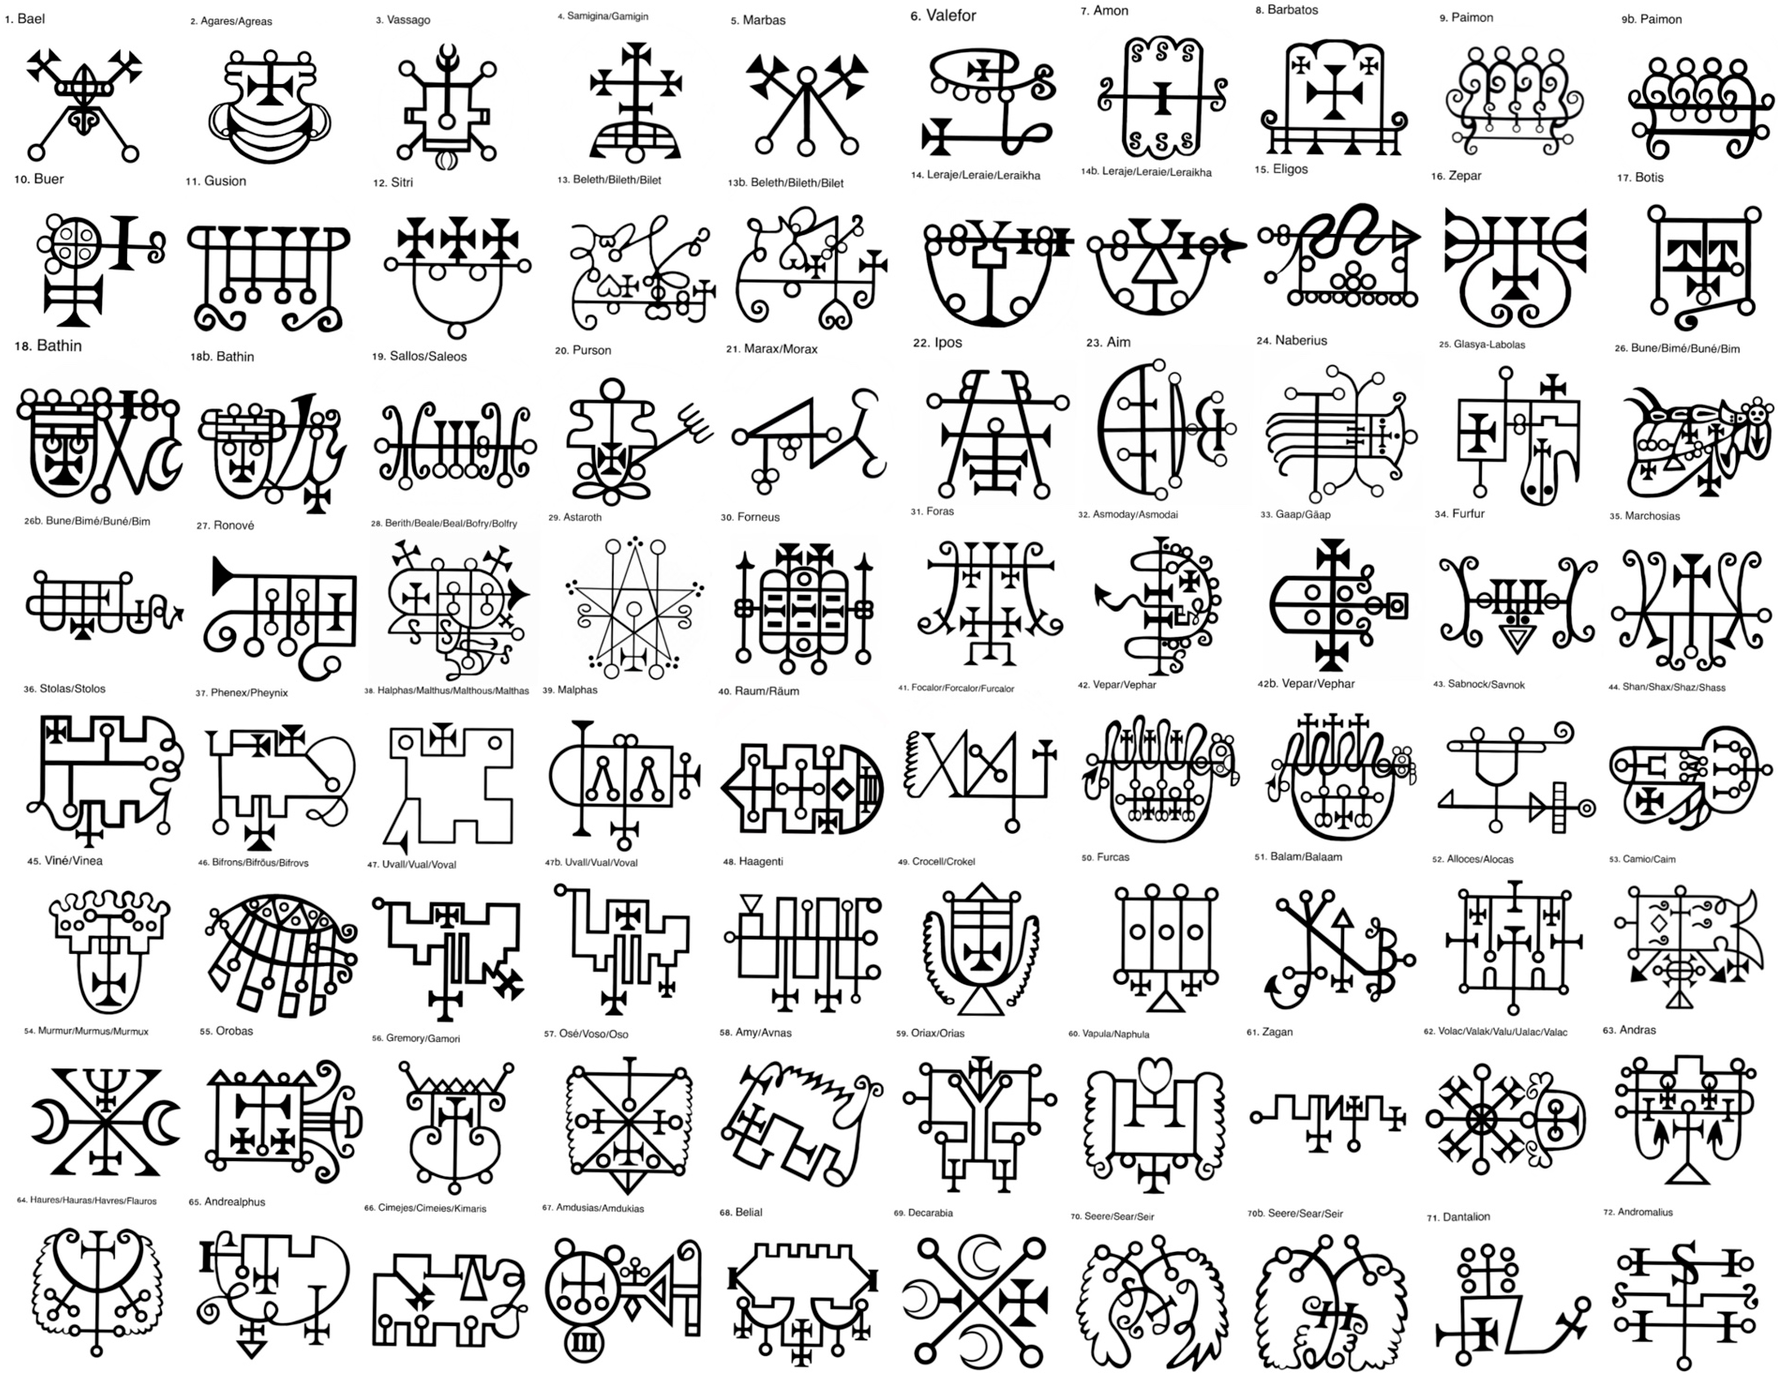 1. Bael
2. Agares/Agreas
3. Vassago
4. Samigina/Gamigin
5. Marbas
6. Valefor
7. Amon
8. Barbatos
9. Paimon
9b. Paimon
10. Buer
11. Gusion
12. Sitri
13. Beleth/Bileth/Bilet
13b. Beleth/Bileth/Bilet
14. Leraje/Leraie/Leraikha
14b. Leraje/Leraie/Leraikha
15. Eligos
16. Zepar
17. Botis
18. Bathin
18b. Bathin
19. Sallos/Saleos
20. Purson
21. Marax/Morax
22. Ipos
23. Aim
24. Naberius
25. Glasya-Labolas
26. Bune/Bimé/Buné/Bim
26b. Bune/Bimé/Buné/Bim
27. Ronové
28. Berith/Beale/Beal/Bofry/Bolfry
29. Astaroth
30. Forneus
31. Foras
32. Asmoday/Asmodai
33. Gaap/Gäap
34. Furfur
35. Marchosias
36. Stolas/Stolos
37. Phenex/Pheynix
38. Halphas/Malthus/Malthous/Malthas
39. Malphas
40. Raum/Räum
41. Focalor/Forcalor/Furcalor
42. Vepar/Vephar
42b. Vepar/Vephar
43. Sabnock/Savnok
44. Shan/Shax/Shaz/Shass
45. Viné/Vinea
46. Bifrons/Bifröus/Bifrovs
47. Uvall/Vual/Voval
47b. Uvall/Vual/Voval
48. Haagenti
49. Crocell/Crokel
50. Furcas
51. Balam/Balaam
52. Alloces/Alocas
53. Camio/Caim
54. Murmur/Murmus/Murmux
55. Orobas
56. Gremory/Gamori
57. Osé/Voso/Oso
58. Amy/Avnas
59. Oriax/Orias
60. Vapula/Naphula
61. Zagan
62. Volac/Valak/Valu/Ualac/Valac
63. Andras
64. Haures/Hauras/Havres/Flauros
65. Andrealphus
66. Cimejes/Cimeies/Kimaris
67. Amdusias/Amdukias
68. Belial
69. Decarabia
70. Seere/Sear/Seir
70b. Seere/Sear/Seir
71. Dantalion
72. Andromalius
III